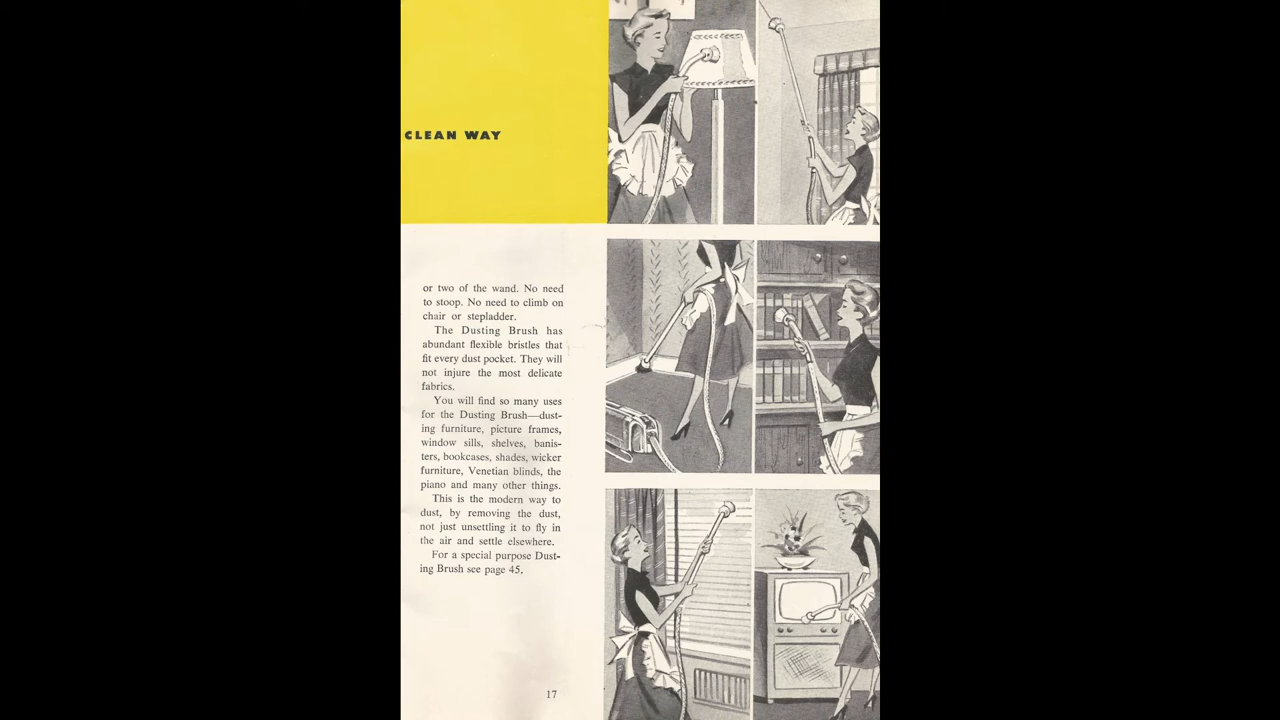 CLEAN WAY
or two of the wand. No need
to stoop. No need to climb on
chair or stepladder.
The Dusting Brush has
abundant flexible bristles that
fit every dust pocket. They will
not injure the most delicate
fabrics.
You will find so many uses
for the Dusting Brush—dust-
ing furniture, picture frames,
window sills, shelves, banis-
ters, bookcases, shades, wicker
furniture, Venetian blinds, the
piano and many other things.
This is the modern way to
dust, by removing the dust,
not just unsettling it to fly in
the air and settle elsewhere.
For a special purpose Dust-
ing Brush see page 45.
17